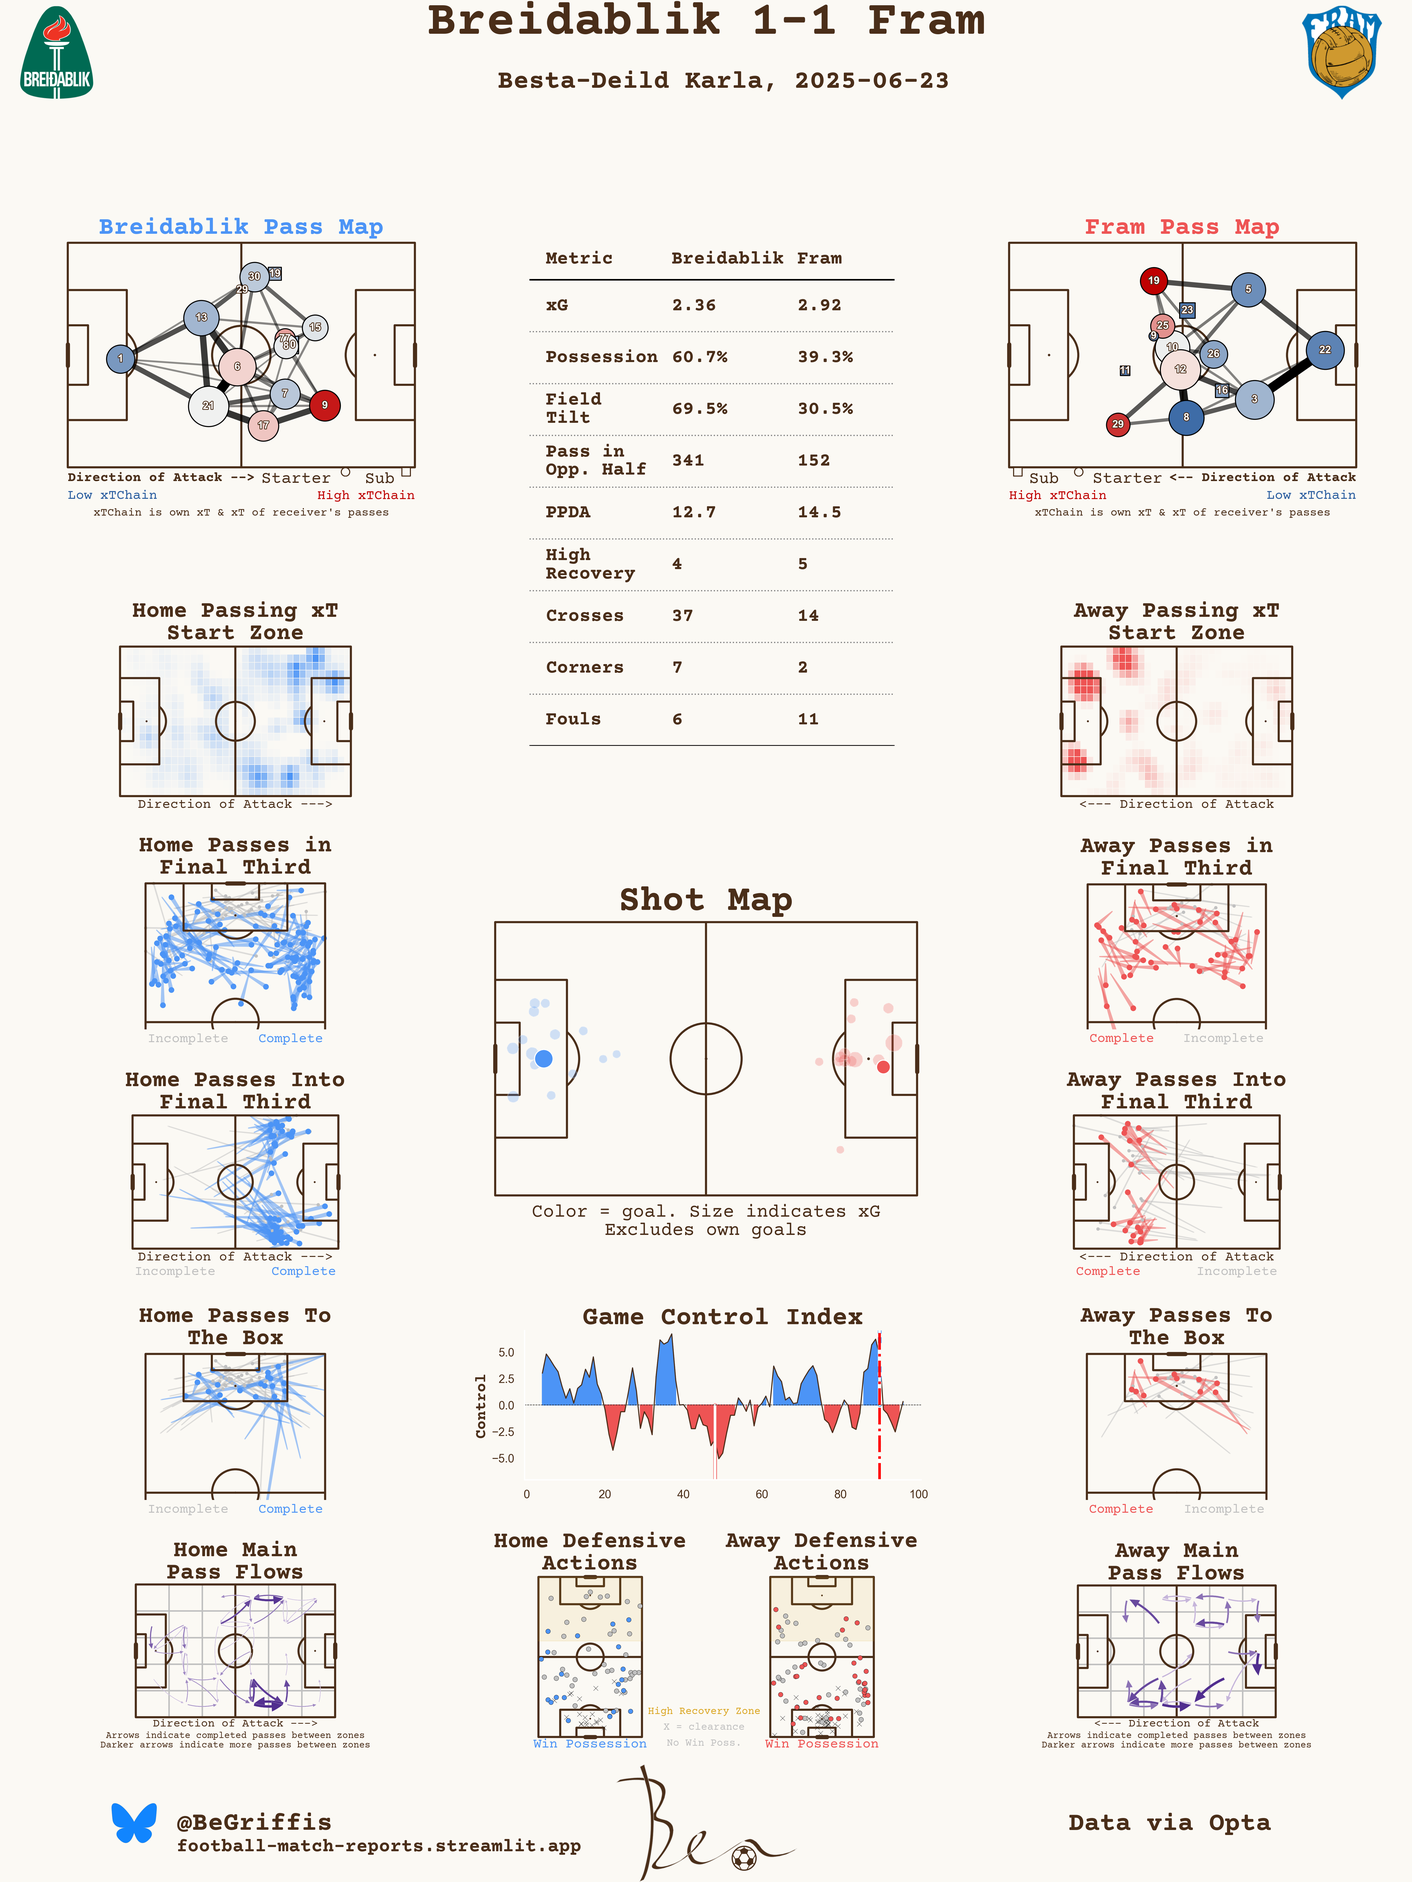 Breidablik 1-1 Fram
Besta-Deild Karla, 2025-06-23
BREIÐABLIK
FRAM
Breidablik Pass Map
1
13
30
29
19
6
21
77
80
15
7
17
9
Direction of Attack --> Starter Sub
Low xTChain High xTChain
xTChain is own xT & xT of receiver's passes
Metric Breidablik Fram
xG 2.36 2.92
Possession 60.7% 39.3%
Field
Tilt 69.5% 30.5%
Pass in
Opp. Half 341 152
PPDA 12.7 14.5
High
Recovery 4 5
Crosses 37 14
Corners 7 2
Fouls 6 11
Fram Pass Map
19
5
23
25
9
10
26
22
11
12
16
3
29
8
Sub Starter <-- Direction of Attack
High xTChain Low xTChain
xTChain is own xT & xT of receiver's passes
Home Passing xT
Start Zone
Direction of Attack --->
Away Passing xT
Start Zone
<--- Direction of Attack
Home Passes in
Final Third
Incomplete Complete
Away Passes in
Final Third
Complete Incomplete
Shot Map
Color = goal. Size indicates xG
Excludes own goals
Home Passes Into
Final Third
Direction of Attack --->
Incomplete Complete
Away Passes Into
Final Third
<--- Direction of Attack
Complete Incomplete
Home Passes To
The Box
Incomplete Complete
Game Control Index
Control
5.0
2.5
0.0
−2.5
−5.0
0 20 40 60 80 100
Away Passes To
The Box
Complete Incomplete
Home Main
Pass Flows
Direction of Attack --->
Arrows indicate completed passes between zones
Darker arrows indicate more passes between zones
Home Defensive
Actions
Win Possession
High Recovery Zone
X = clearance
No Win Poss.
Away Defensive
Actions
Win Possession
Away Main
Pass Flows
<--- Direction of Attack
Arrows indicate completed passes between zones
Darker arrows indicate more passes between zones
@BeGriffis
football-match-reports.streamlit.app
Ben
Data via Opta